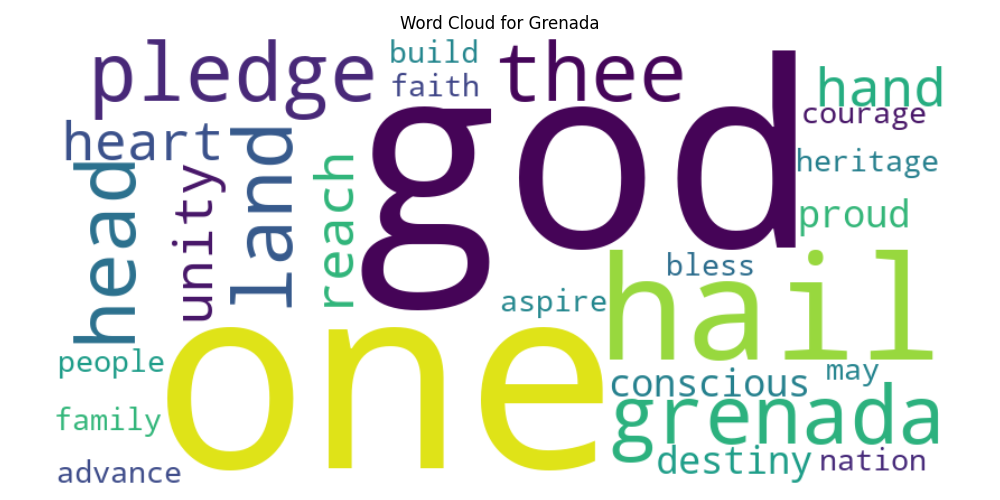 Word Cloud for Grenada
build
pledge
thee
faith
hand
courage
heart
god
heritage
head
unity
land
reach
proud
bless
hail
aspire
one
people
conscious
may
grenada
family
destiny
nation
advance